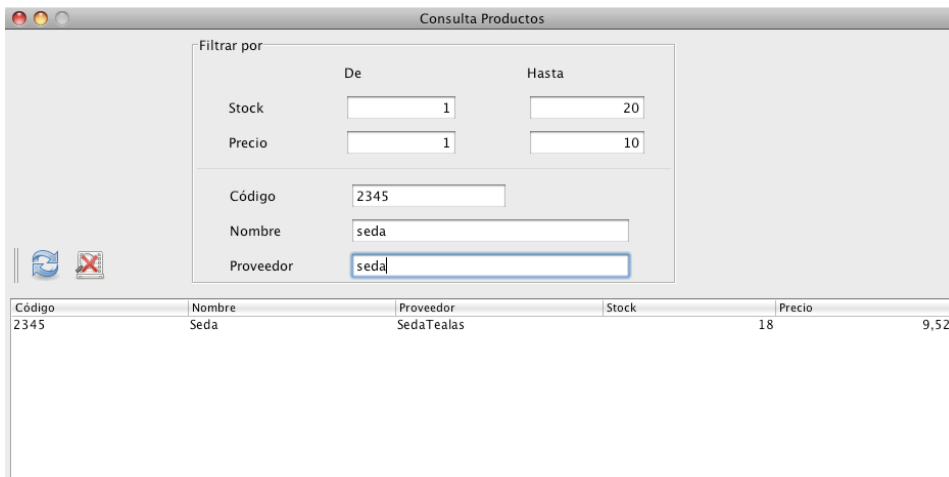 Consulta Productos
Filtrar por
De Hasta
Stock 1 20
Precio 1 10
Código 2345
Nombre seda
Proveedor seda
Código Nombre Proveedor Stock Precio
2345 Seda SedaTealas 18 9,52